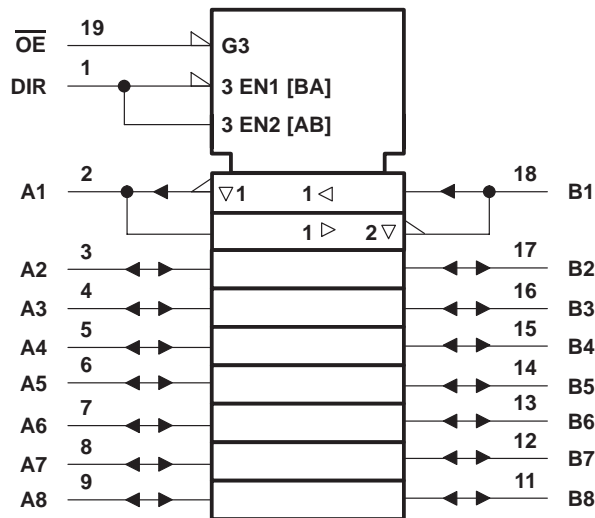 OE 19 G3
DIR 1 3 EN1 [BA]
3 EN2 [AB]
A1 2 ▽1 1 ◁ 18 B1
1 ▷ 2 ▽
A2 3 17 B2
A3 4 16 B3
A4 5 15 B4
A5 6 14 B5
A6 7 13 B6
A7 8 12 B7
A8 9 11 B8